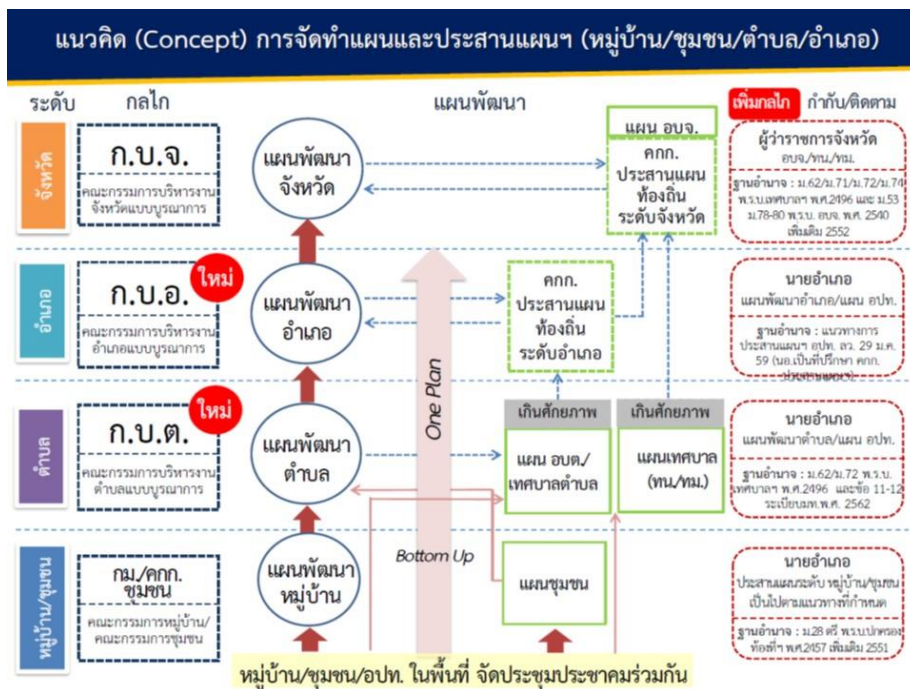 แนวคิด (Concept) การจัดทำแผนและประสานแผนฯ (หมู่บ้าน/ชุมชน/ตำบล/อำเภอ)
ระดับ
กลไก
แผนพัฒนา
เพิ่มกลไก
กำกับ/ติดตาม
จังหวัด
ก.บ.จ.
คณะกรรมการบริหารงาน
จังหวัดแบบบูรณาการ
แผนพัฒนา
จังหวัด
แผน อบจ.
คกก.
ประสานแผน
ท้องถิ่น
ระดับจังหวัด
ผู้ว่าราชการจังหวัด
อบจ./ทน./ทม.
ฐานอำนาจ : ม.62/ม.71/ม.72/ม.74
พ.ร.บ.เทศบาลฯ พ.ศ.2496 และ ม.53
ม.78-80 พ.ร.บ. อบจ. พ.ศ. 2540
เพิ่มเติม 2552
อำเภอ
ก.บ.อ.
ใหม่
คณะกรรมการบริหารงาน
อำเภอแบบบูรณาการ
แผนพัฒนา
อำเภอ
คกก.
ประสานแผน
ท้องถิ่น
ระดับอำเภอ
นายอำเภอ
แผนพัฒนาอำเภอ/แผน อปท.
ฐานอำนาจ : แนวทางการ
ประสานแผนฯ อปท. ลว. 29 ม.ค.
59 (นอ.เป็นที่ปรึกษา คกก.
ประสานแผนฯ)
One Plan
ตำบล
ก.บ.ต.
ใหม่
คณะกรรมการบริหารงาน
ตำบลแบบบูรณาการ
แผนพัฒนา
ตำบล
เกินศักยภาพ
แผน อบต./
เทศบาลตำบล
เกินศักยภาพ
แผนเทศบาล
(ทน./ทม.)
นายอำเภอ
แผนพัฒนาตำบล/แผน อปท.
ฐานอำนาจ : ม.62/ม.72 พ.ร.บ.
เทศบาลฯ พ.ศ.2496 และข้อ 11-12
ระเบียบมท.พ.ศ. 2562
หมู่บ้าน/ชุมชน
กม./คกก.
ชุมชน
คณะกรรมการหมู่บ้าน/
คณะกรรมการชุมชน
แผนพัฒนา
หมู่บ้าน
Bottom Up
แผนชุมชน
นายอำเภอ
ประสานแผนระดับ หมู่บ้าน/ชุมชน
เป็นไปตามแนวทางที่กำหนด
ฐานอำนาจ : ม.28 ตรี พ.ร.บ.ปกครอง
ท้องที่ฯ พ.ศ.2457 เพิ่มเติม 2551
หมู่บ้าน/ชุมชน/อปท. ในพื้นที่ จัดประชุมประชาคมร่วมกัน